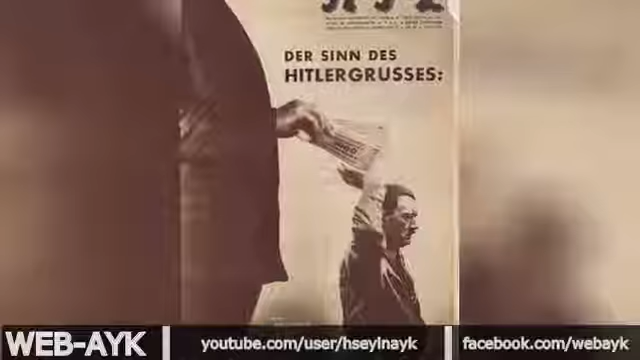 DER SINN DES
HITLERGRUSSES:
WEB-AYK
youtube.com/user/hseyinayk
facebook.com/webayk